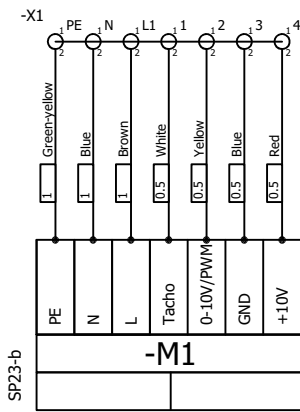 -X1
1 PE
2
1 N
2
1 L1
2
1 1
2
1 2
2
1 3
2
1 4
2
Green-yellow
Blue
Brown
White
Yellow
Blue
Red
1
1
1
0.5
0.5
0.5
0.5
PE
N
L
Tacho
0-10V/PWM
GND
+10V
-M1
SP23-b